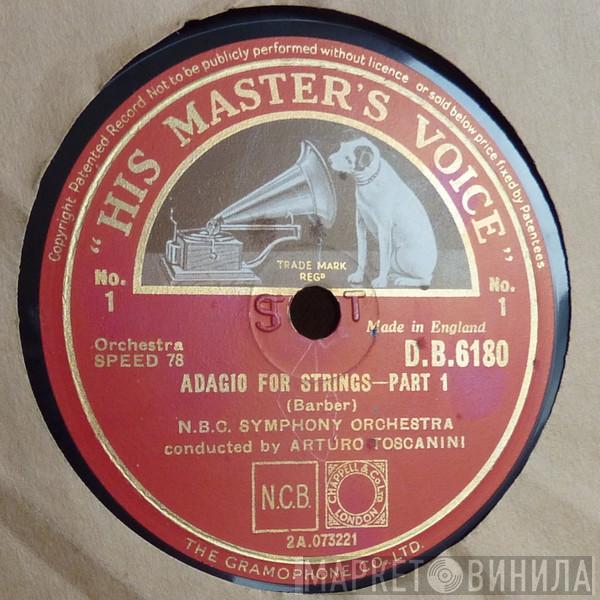 Copyright Patented Record Not to be publicly performed without licence or sold below price fixed by Patentees
"HIS MASTER'S VOICE"
TRADE MARK
REGD
No.
1
No.
1
S T
Made in England
Orchestra
SPEED 78
D.B.6180
ADAGIO FOR STRINGS—PART 1
(Barber)
N.B.C. SYMPHONY ORCHESTRA
conducted by ARTURO TOSCANINI
N.C.B.
CHAPPELL & CO LTD
LONDON
2A.073221
THE GRAMOPHONE CO. LTD.
МАРКЕТ ВИНИЛА